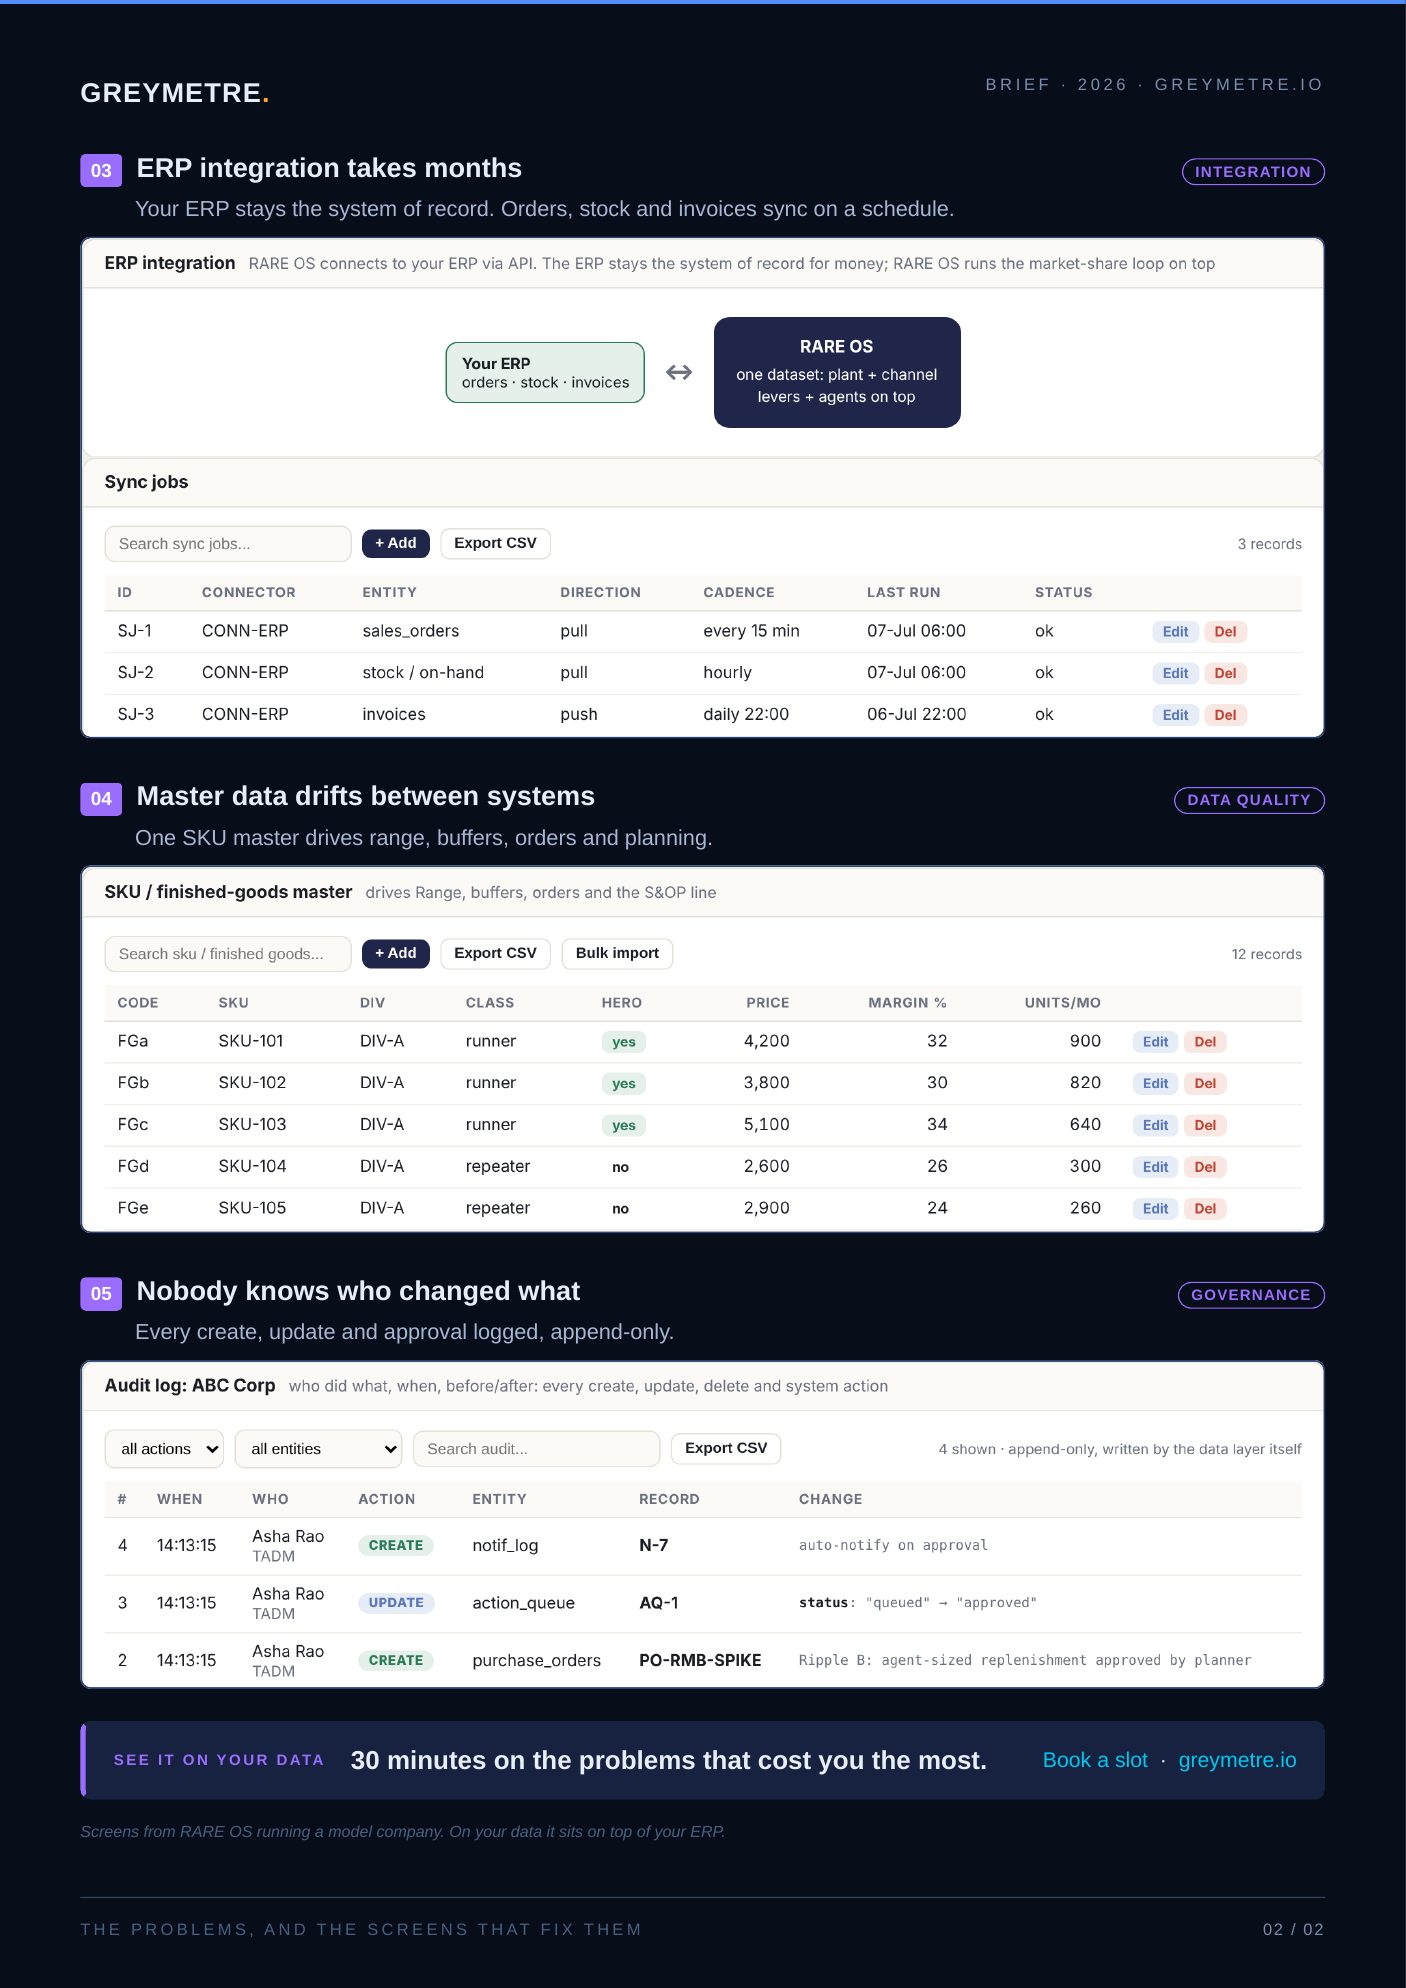 GREYMETRE.
BRIEF · 2026 · GREYMETRE.IO
03 ERP integration takes months INTEGRATION
Your ERP stays the system of record. Orders, stock and invoices sync on a schedule.
ERP integration RARE OS connects to your ERP via API. The ERP stays the system of record for money; RARE OS runs the market-share loop on top
Your ERP
orders · stock · invoices
↔
RARE OS
one dataset: plant + channel
levers + agents on top
Sync jobs
Search sync jobs... + Add Export CSV 3 records
ID CONNECTOR ENTITY DIRECTION CADENCE LAST RUN STATUS
SJ-1 CONN-ERP sales_orders pull every 15 min 07-Jul 06:00 ok Edit Del
SJ-2 CONN-ERP stock / on-hand pull hourly 07-Jul 06:00 ok Edit Del
SJ-3 CONN-ERP invoices push daily 22:00 06-Jul 22:00 ok Edit Del
04 Master data drifts between systems DATA QUALITY
One SKU master drives range, buffers, orders and planning.
SKU / finished-goods master drives Range, buffers, orders and the S&OP line
Search sku / finished goods... + Add Export CSV Bulk import 12 records
CODE SKU DIV CLASS HERO PRICE MARGIN % UNITS/MO
FGa SKU-101 DIV-A runner yes 4,200 32 900 Edit Del
FGb SKU-102 DIV-A runner yes 3,800 30 820 Edit Del
FGc SKU-103 DIV-A runner yes 5,100 34 640 Edit Del
FGd SKU-104 DIV-A repeater no 2,600 26 300 Edit Del
FGe SKU-105 DIV-A repeater no 2,900 24 260 Edit Del
05 Nobody knows who changed what GOVERNANCE
Every create, update and approval logged, append-only.
Audit log: ABC Corp who did what, when, before/after: every create, update, delete and system action
all actions all entities Search audit... Export CSV 4 shown · append-only, written by the data layer itself
# WHEN WHO ACTION ENTITY RECORD CHANGE
4 14:13:15 Asha Rao TADM CREATE notif_log N-7 auto-notify on approval
3 14:13:15 Asha Rao TADM UPDATE action_queue AQ-1 status: "queued" → "approved"
2 14:13:15 Asha Rao TADM CREATE purchase_orders PO-RMB-SPIKE Ripple B: agent-sized replenishment approved by planner
SEE IT ON YOUR DATA 30 minutes on the problems that cost you the most. Book a slot · greymetre.io
Screens from RARE OS running a model company. On your data it sits on top of your ERP.
THE PROBLEMS, AND THE SCREENS THAT FIX THEM 02 / 02